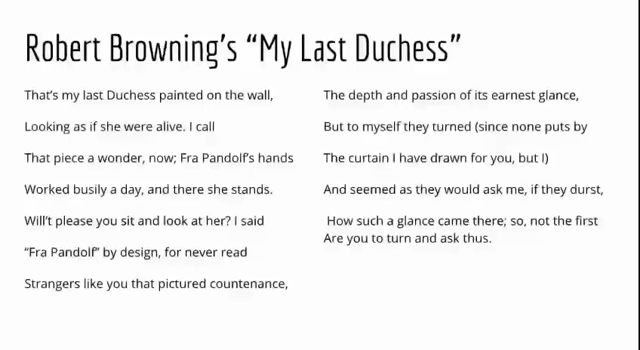 Robert Browning's “My Last Duchess”
That's my last Duchess painted on the wall,
Looking as if she were alive. I call
That piece a wonder, now; Fra Pandolf's hands
Worked busily a day, and there she stands.
Will't please you sit and look at her? I said
“Fra Pandolf” by design, for never read
Strangers like you that pictured countenance,
The depth and passion of its earnest glance,
But to myself they turned (since none puts by
The curtain I have drawn for you, but I)
And seemed as they would ask me, if they durst,
How such a glance came there; so, not the first
Are you to turn and ask thus.